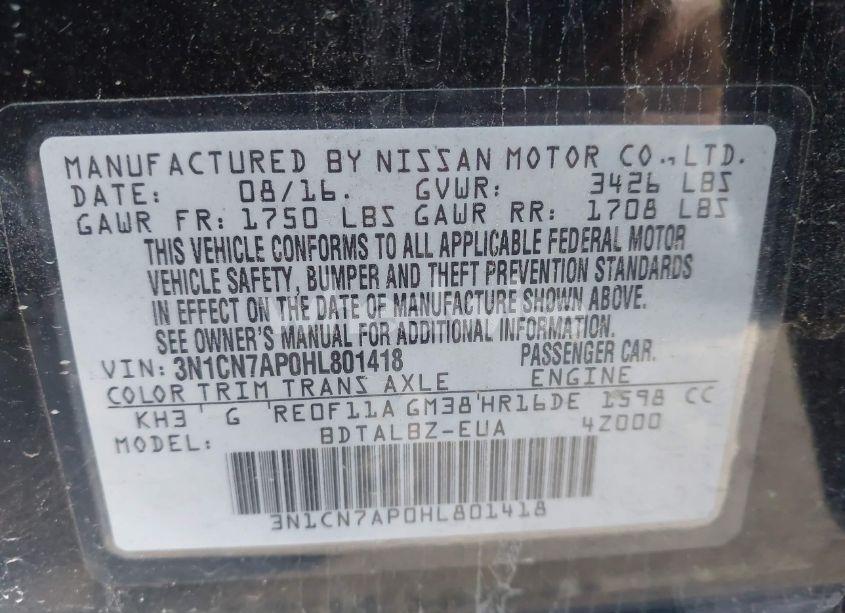 MANUFACTURED BY NISSAN MOTOR CO.,LTD.
DATE: 08/16. GVWR: 3426 LBS
GAWR FR: 1750 LBS GAWR RR: 1708 LBS
THIS VEHICLE CONFORMS TO ALL APPLICABLE FEDERAL MOTOR
VEHICLE SAFETY, BUMPER AND THEFT PREVENTION STANDARDS
IN EFFECT ON THE DATE OF MANUFACTURE SHOWN ABOVE.
SEE OWNER'S MANUAL FOR ADDITIONAL INFORMATION.
VIN: 3N1CN7AP0HL801418 PASSENGER CAR.
COLOR TRIM TRANS AXLE ENGINE
KH3 ' G ' RE0F11A GM38 ' HR16DE 1598 CC
MODEL: BDTALBZ-EUA 4Z000
3N1CN7AP0HL801418